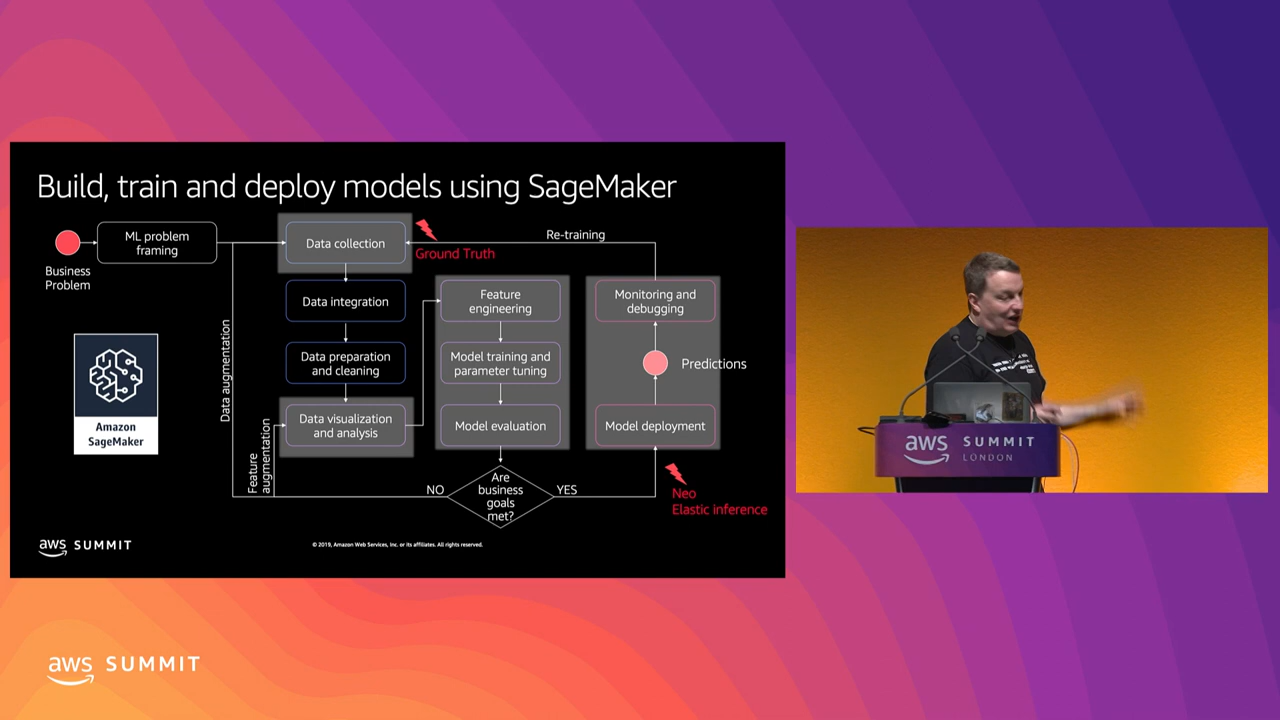 Build, train and deploy models using SageMaker
Business
Problem
ML problem
framing
Data collection
Ground Truth
Re-training
Data integration
Data preparation
and cleaning
Data visualization
and analysis
Data augmentation
Feature
augmentation
Feature
engineering
Model training and
parameter tuning
Model evaluation
Are
business
goals
met?
NO
YES
Monitoring and
debugging
Predictions
Model deployment
Neo
Elastic inference
Amazon
SageMaker
aws SUMMIT
© 2019, Amazon Web Services, Inc. or its affiliates. All rights reserved.
aws SUMMIT
LONDON
aws SUMMIT